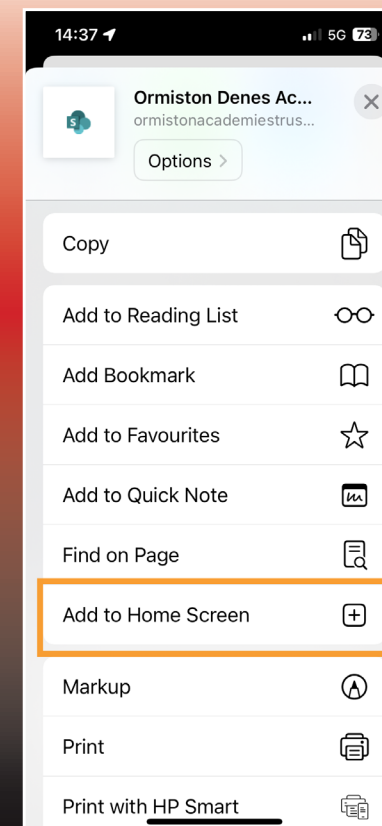 14:37
5G 73
Ormiston Denes Ac...
ormistonacademiestrus...
Options
Copy
Add to Reading List
Add Bookmark
Add to Favourites
Add to Quick Note
Find on Page
Add to Home Screen
Markup
Print
Print with HP Smart